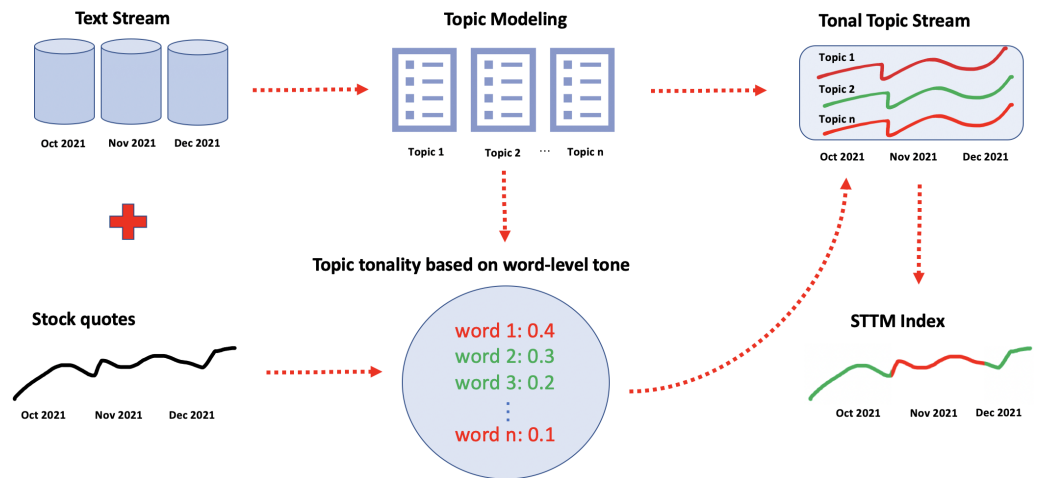 Text Stream
Oct 2021 Nov 2021 Dec 2021
Topic Modeling
Topic 1 Topic 2 ... Topic n
Tonal Topic Stream
Topic 1
Topic 2
Topic n
Oct 2021 Nov 2021 Dec 2021
Topic tonality based on word-level tone
word 1: 0.4
word 2: 0.3
word 3: 0.2
word n: 0.1
Stock quotes
Oct 2021 Nov 2021 Dec 2021
STTM Index
Oct 2021 Nov 2021 Dec 2021